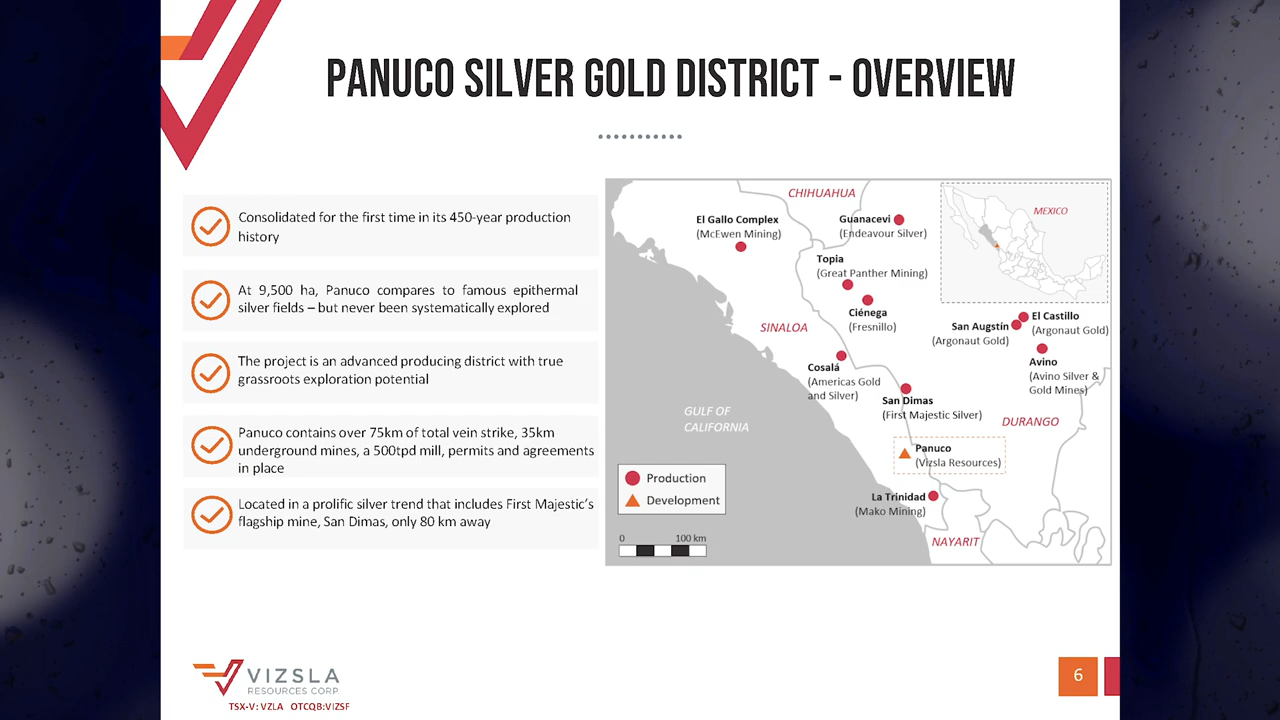 PANUCO SILVER GOLD DISTRICT - OVERVIEW
Consolidated for the first time in its 450-year production
history
At 9,500 ha, Panuco compares to famous epithermal
silver fields – but never been systematically explored
The project is an advanced producing district with true
grassroots exploration potential
Panuco contains over 75km of total vein strike, 35km
underground mines, a 500tpd mill, permits and agreements
in place
Located in a prolific silver trend that includes First Majestic's
flagship mine, San Dimas, only 80 km away
CHIHUAHUA
MEXICO
El Gallo Complex
(McEwen Mining)
Guanacevi
(Endeavour Silver)
Topia
(Great Panther Mining)
Ciénega
(Fresnillo)
SINALOA
San Augstín
(Argonaut Gold)
El Castillo
(Argonaut Gold)
Avino
(Avino Silver &
Gold Mines)
Cosalá
(Americas Gold
and Silver)
San Dimas
(First Majestic Silver)
DURANGO
GULF OF
CALIFORNIA
Panuco
(Vizsla Resources)
La Trinidad
(Mako Mining)
NAYARIT
Production
Development
0 100 km
VIZSLA
RESOURCES CORP.
TSX-V: VZLA OTCQB:VIZSF
6